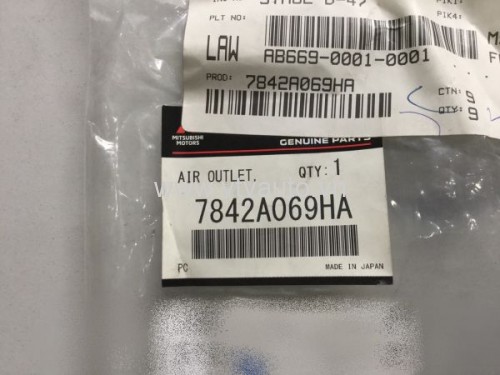 PLT NO: PIK4:
LAW AB669-0001-0001
PROD: 7842A069HA
CTN: 9
QTY: 9
MITSUBISHI
MOTORS
GENUINE PARTS
AIR OUTLET, QTY: 1
7842A069HA
PC MADE IN JAPAN